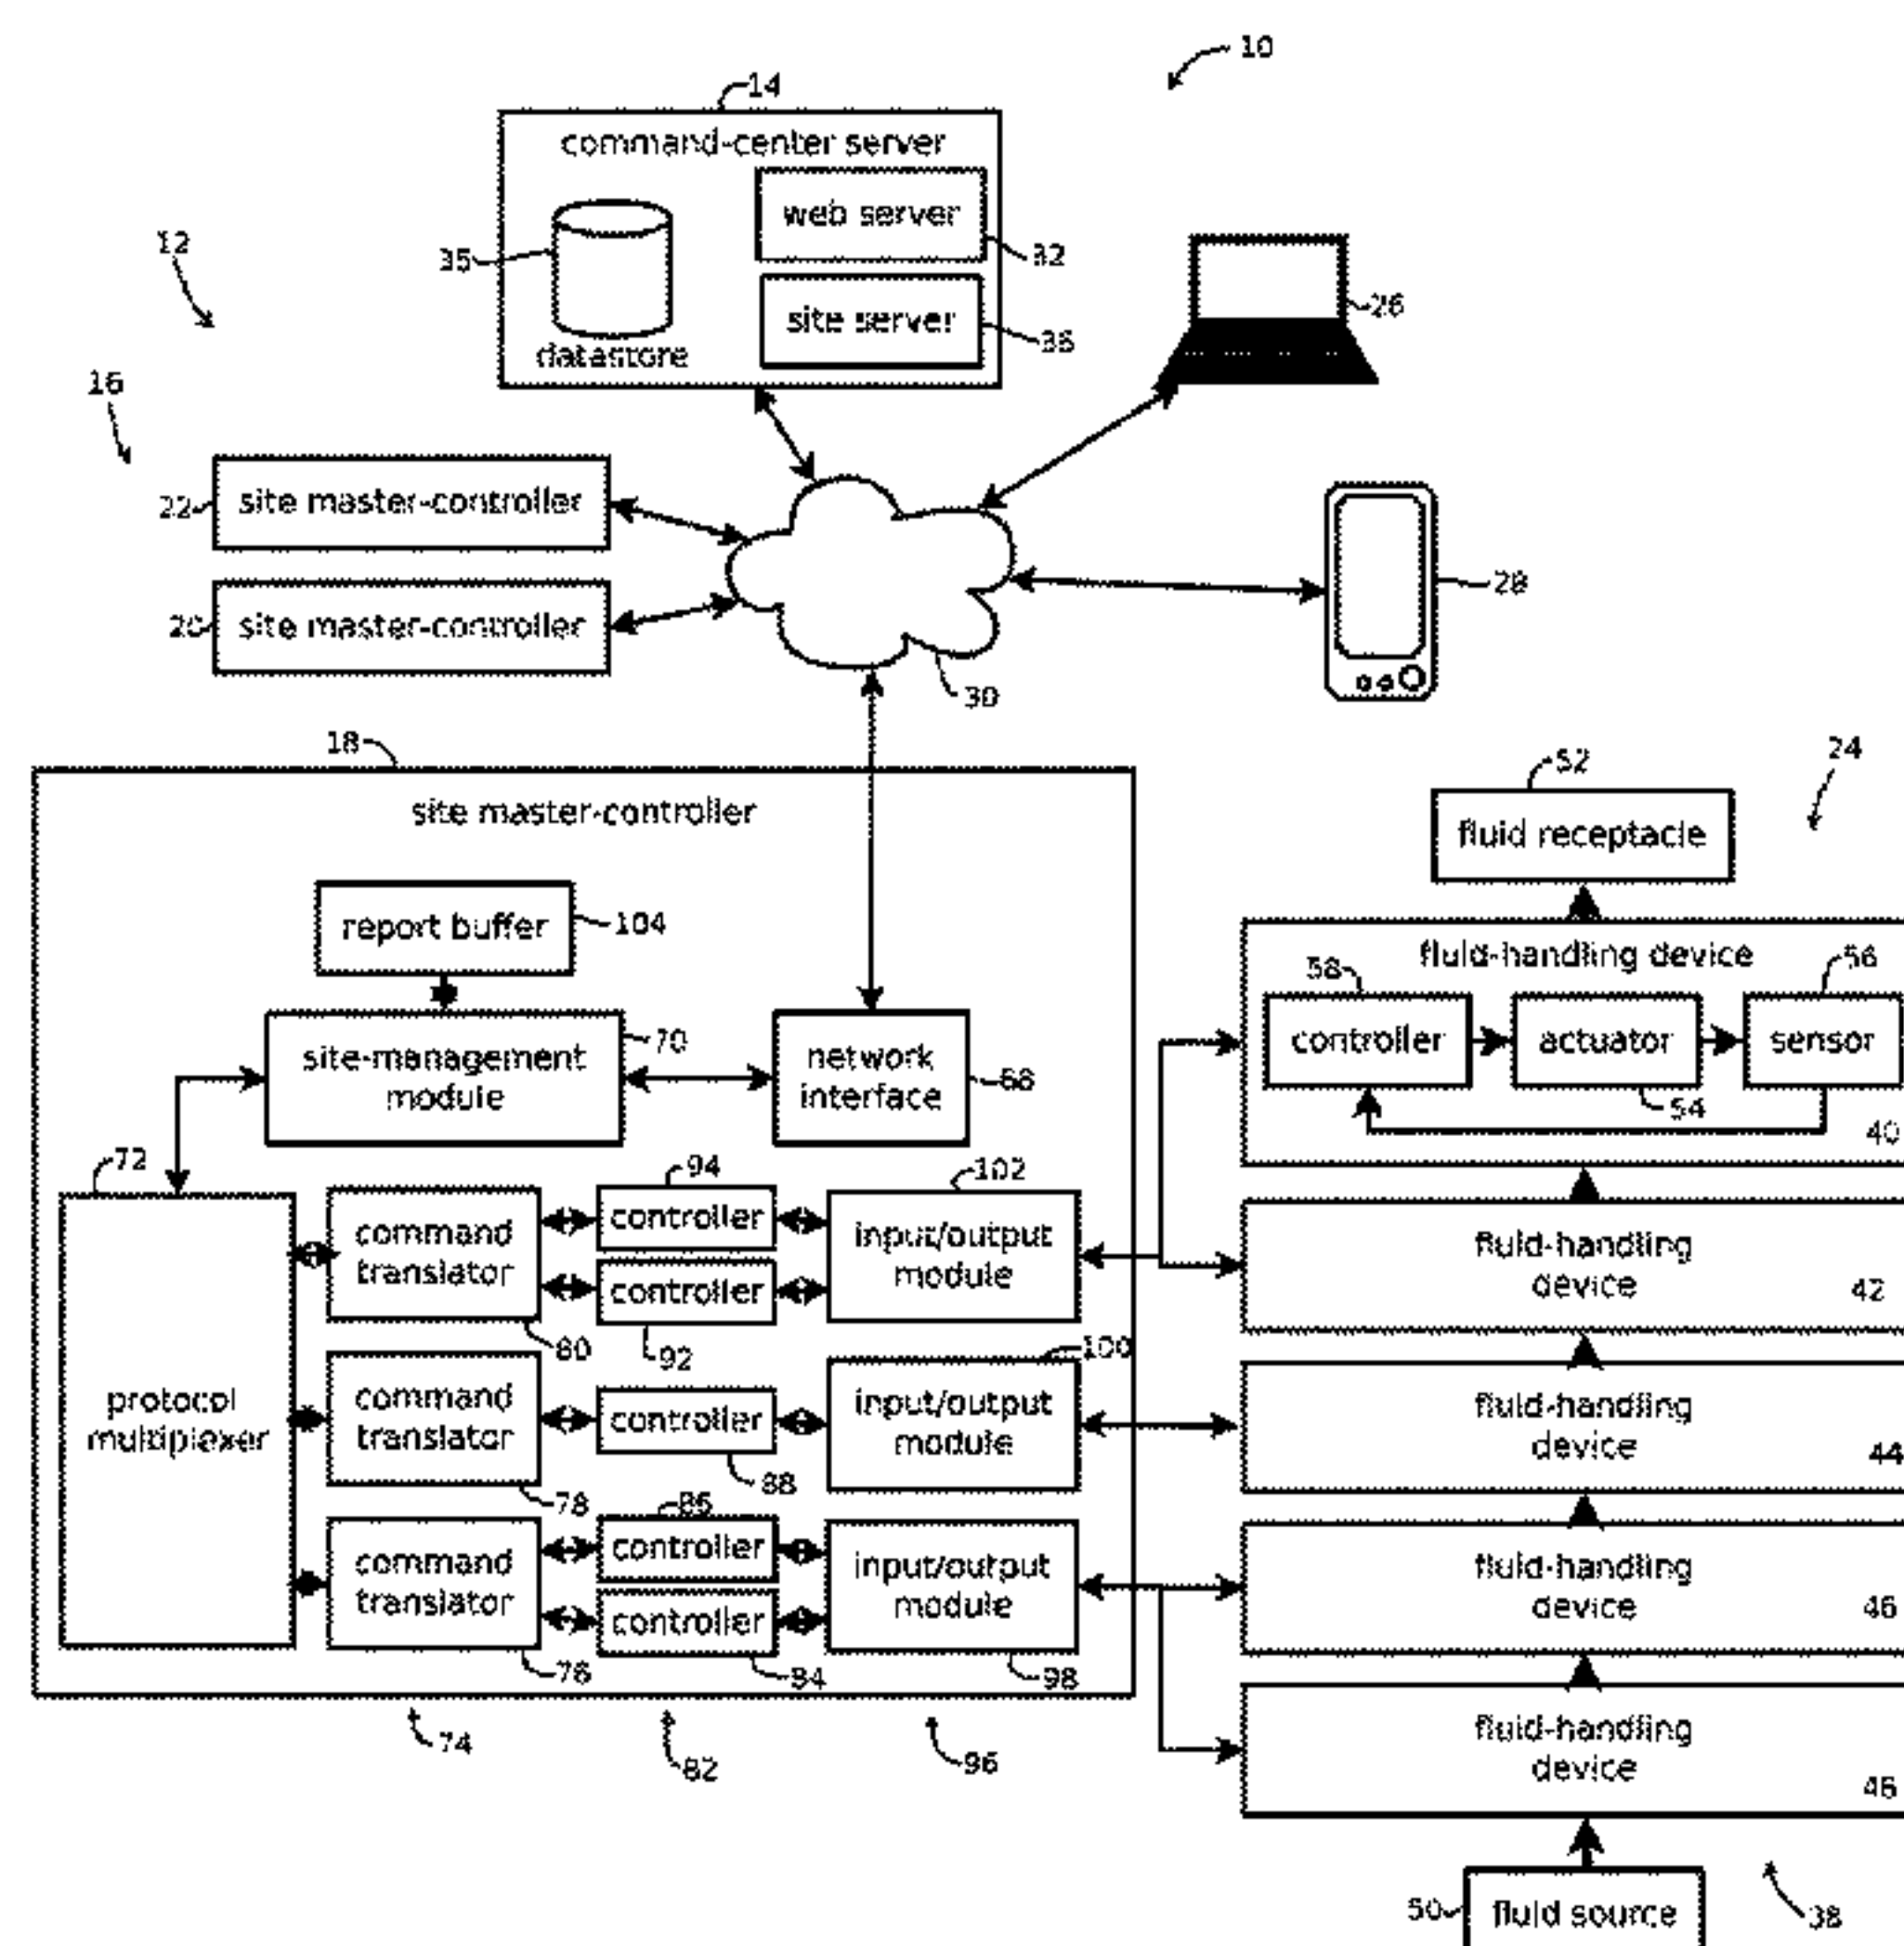 10
14
command-center server
web server
12
35
32
site server
26
36
datastore
16
22
site master-controller
28
20
site master-controller
30
18
24
52
site master-controller
fluid receptacle
report buffer
104
fluid-handling device
58
56
site-management
module
70
network
interface
68
controller
actuator
sensor
54
40
72
94
102
command
translator
controller
input/output
module
fluid-handling
device
42
controller
80
92
100
protocol
multiplexer
command
translator
controller
input/output
module
fluid-handling
device
44
78
88
86
command
translator
controller
input/output
module
fluid-handling
device
46
controller
76
84
98
fluid-handling
device
74
82
96
50
fluid source
38